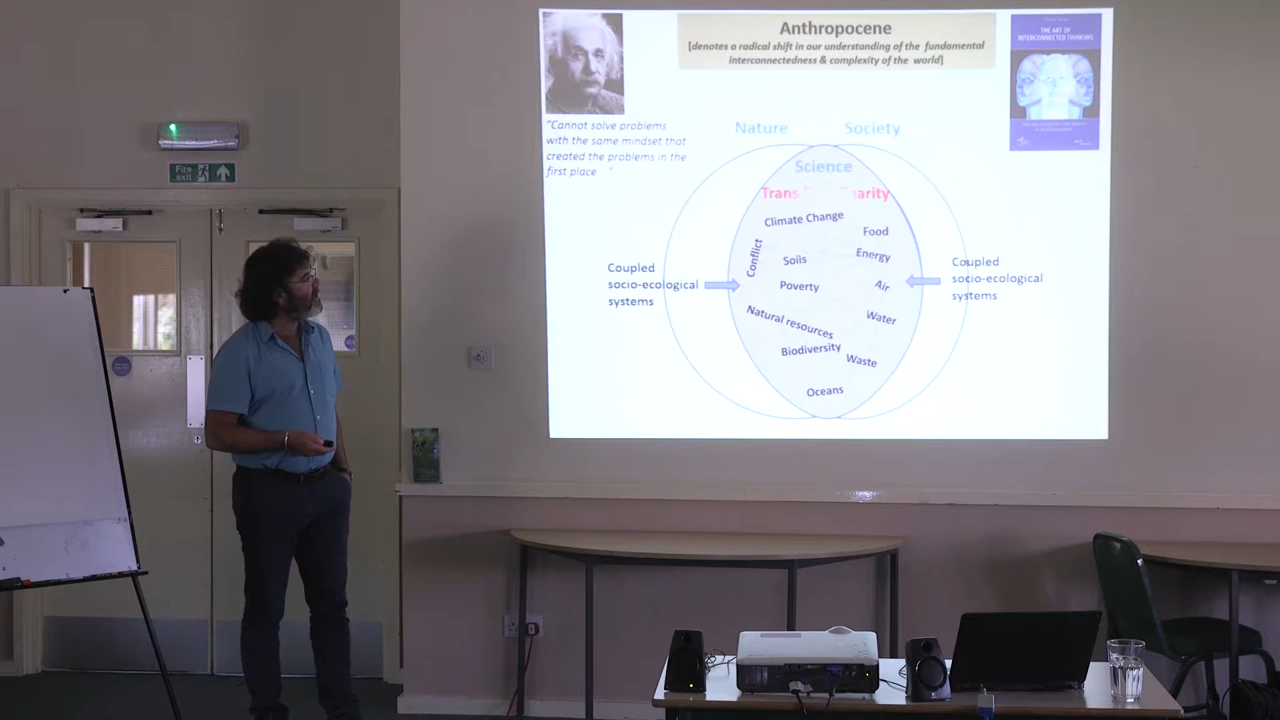 Fire
exit
Anthropocene
[denotes a radical shift in our understanding of the fundamental
interconnectedness & complexity of the world]
THE ART OF
INTERCONNECTED THINKING
"Cannot solve problems
with the same mindset that
created the problems in the
first place "
Nature Society
Science
Trans arity
Climate Change
Food
Conflict
Energy
Soils
Coupled
socio-ecological
systems
Poverty
Air
Coupled
socio-ecological
systems
Natural resources
Water
Biodiversity
Waste
Oceans